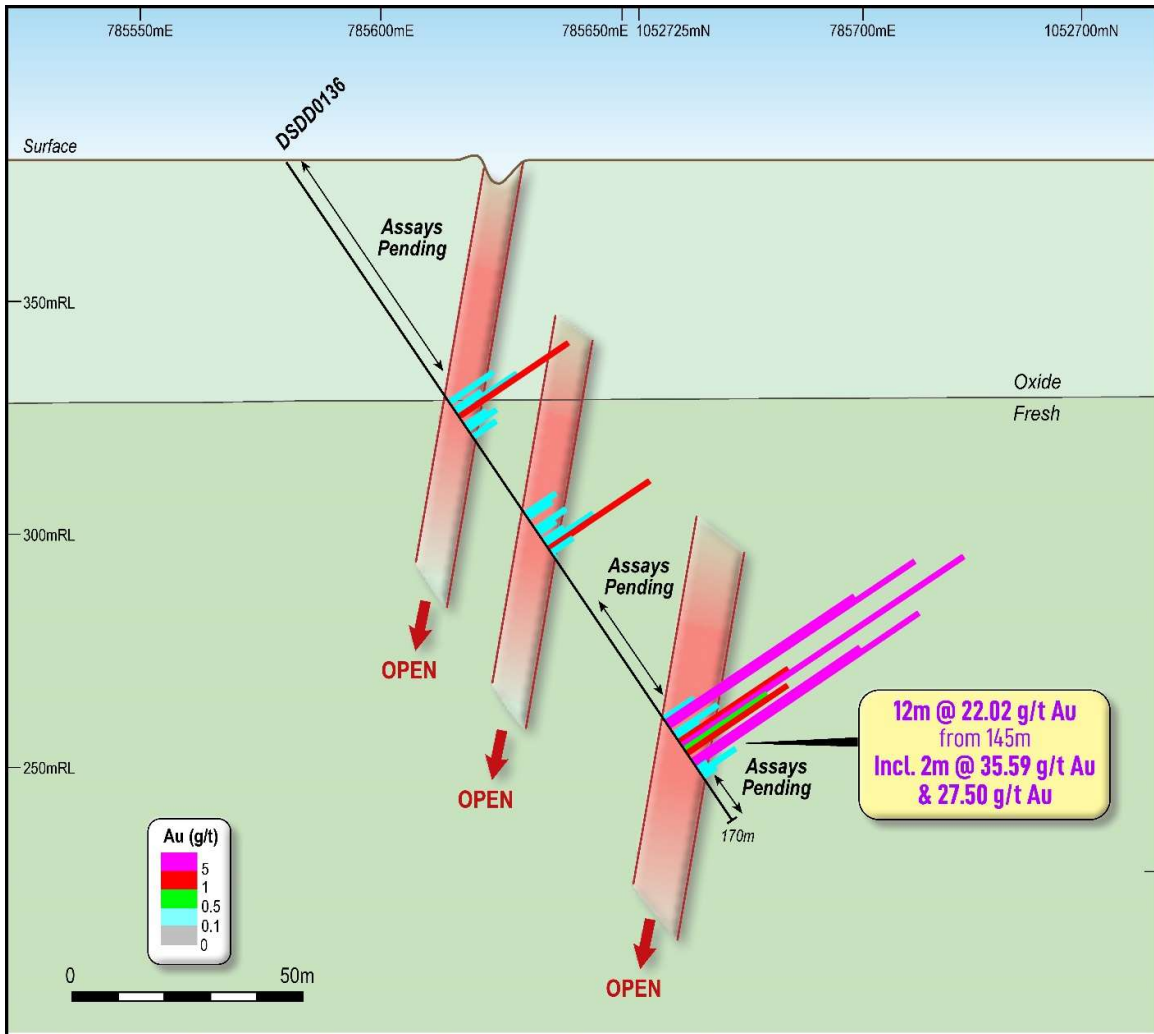 785550mE
785600mE
785650mE
1052725mN
785700mE
1052700mN
DSDD0136
Surface
Assays
Pending
350mRL
Oxide
Fresh
300mRL
Assays
Pending
OPEN
12m @ 22.02 g/t Au
from 145m
Incl. 2m @ 35.59 g/t Au
& 27.50 g/t Au
250mRL
Assays
Pending
OPEN
170m
Au (g/t)
5
1
0.5
0.1
0
0
50m
OPEN